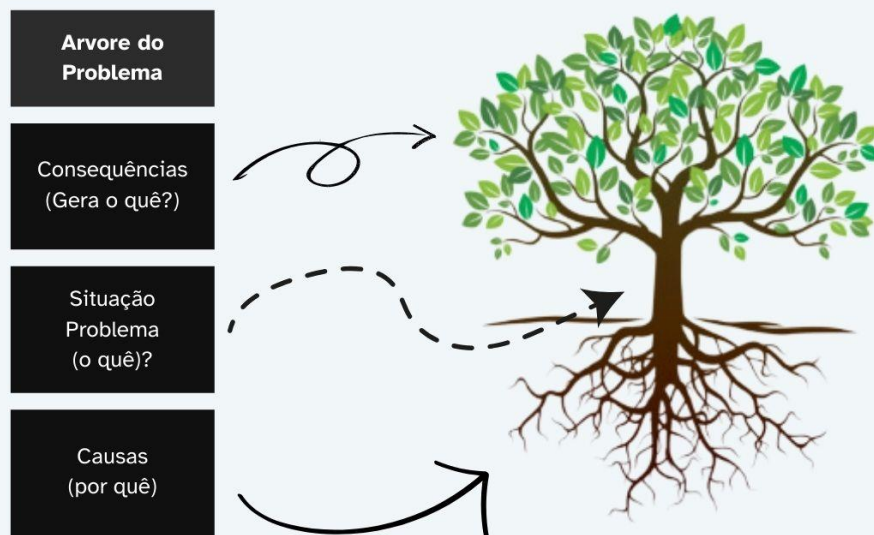 Arvore do
Problema
Consequências
(Gera o quê?)
Situação
Problema
(o quê)?
Causas
(por quê)